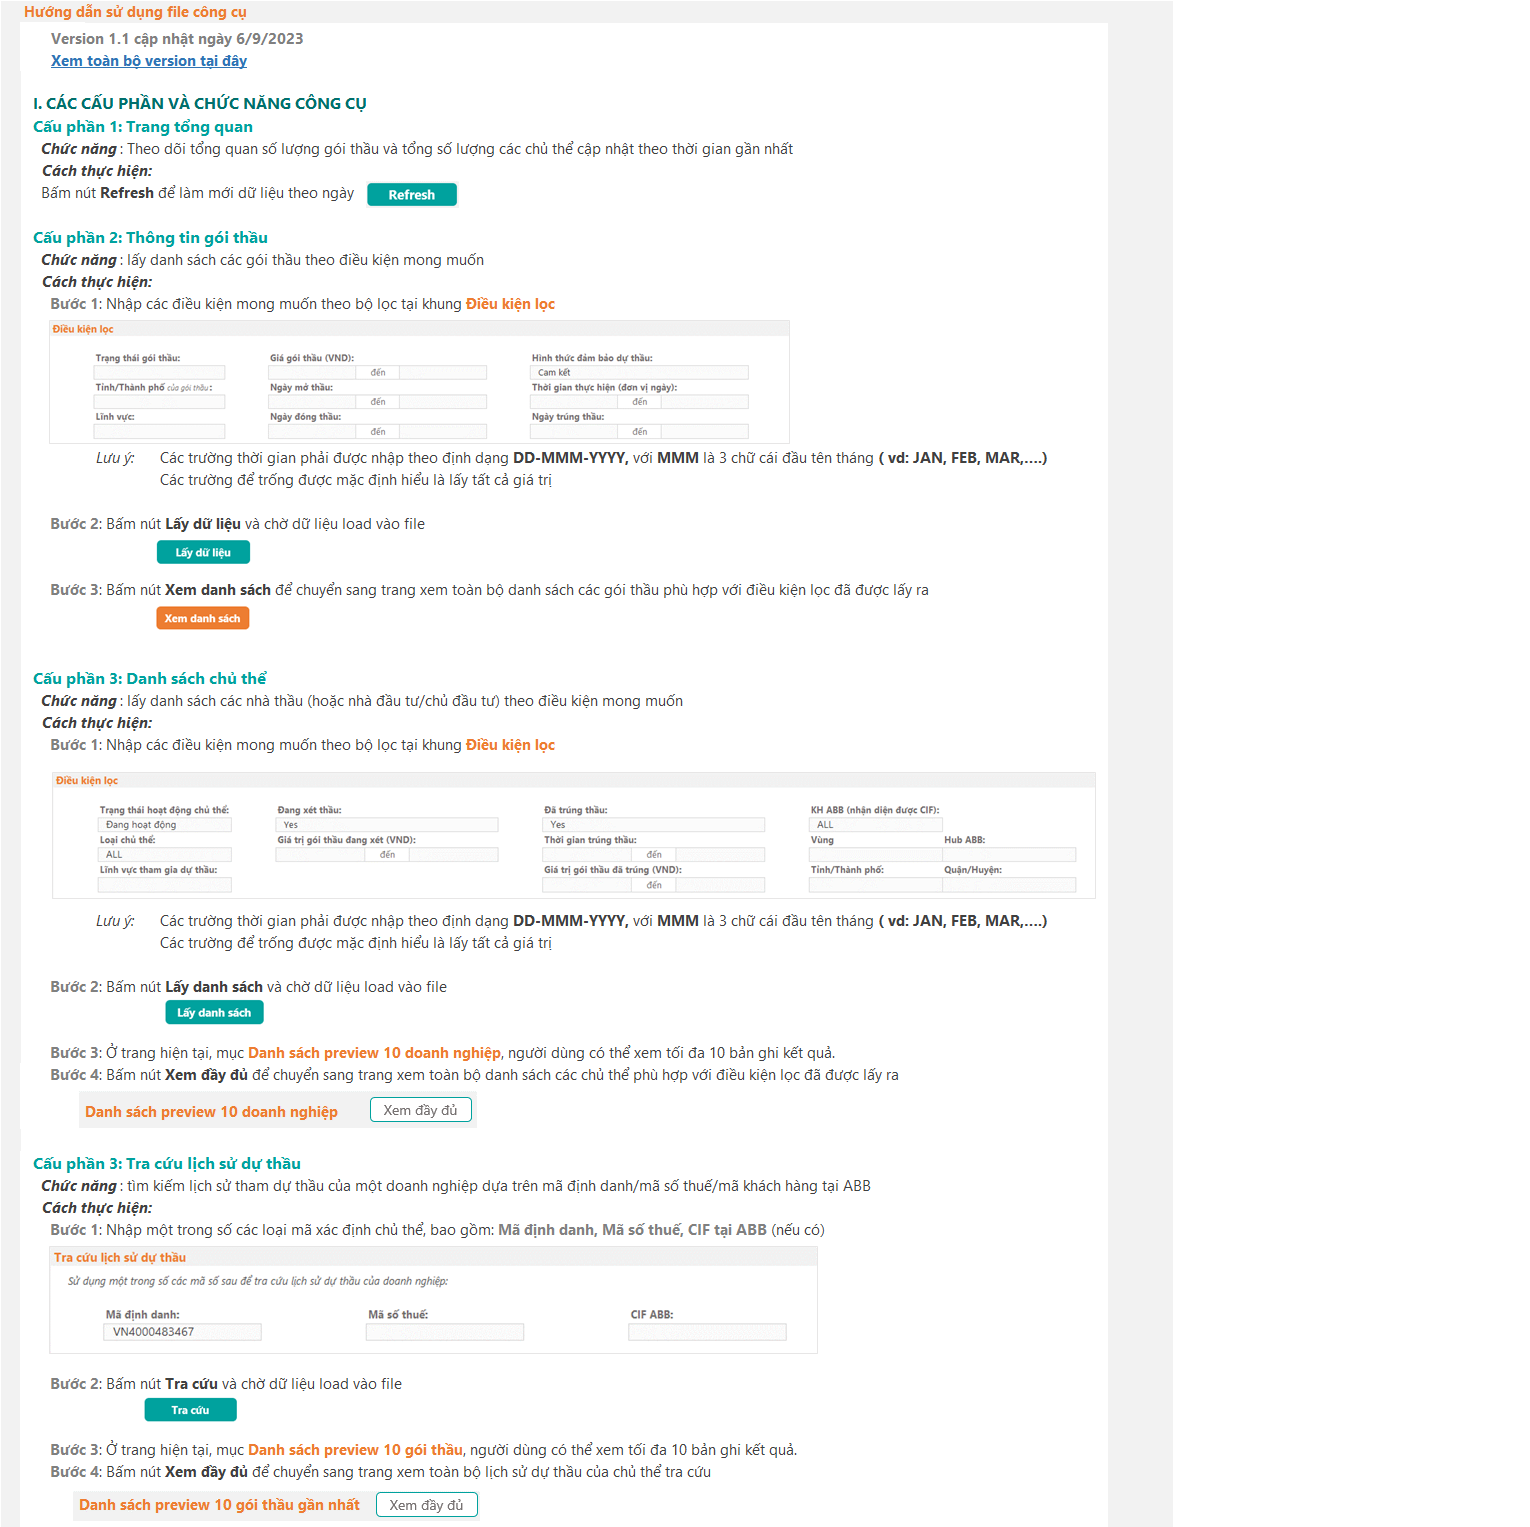 Hướng dẫn sử dụng file công cụ
Version 1.1 cập nhật ngày 6/9/2023
Xem toàn bộ version tại đây
I. CÁC CẤU PHẦN VÀ CHỨC NĂNG CÔNG CỤ
Cấu phần 1: Trang tổng quan
Chức năng : Theo dõi tổng quan số lượng gói thầu và tổng số lượng các chủ thể cập nhật theo thời gian gần nhất
Cách thực hiện:
Bấm nút Refresh để làm mới dữ liệu theo ngày Refresh
Cấu phần 2: Thông tin gói thầu
Chức năng : lấy danh sách các gói thầu theo điều kiện mong muốn
Cách thực hiện:
Bước 1: Nhập các điều kiện mong muốn theo bộ lọc tại khung Điều kiện lọc
Điều kiện lọc
Trạng thái gói thầu: Giá gói thầu (VND): Hình thức đảm bảo dự thầu:
đến Cam kết
Tỉnh/Thành phố của gói thầu : Ngày mở thầu: Thời gian thực hiện (đơn vị ngày):
đến đến
Lĩnh vực: Ngày đóng thầu: Ngày trúng thầu:
đến đến
Lưu ý: Các trường thời gian phải được nhập theo định dạng DD-MMM-YYYY, với MMM là 3 chữ cái đầu tên tháng ( vd: JAN, FEB, MAR,....)
Các trường để trống được mặc định hiểu là lấy tất cả giá trị
Bước 2: Bấm nút Lấy dữ liệu và chờ dữ liệu load vào file
Lấy dữ liệu
Bước 3: Bấm nút Xem danh sách để chuyển sang trang xem toàn bộ danh sách các gói thầu phù hợp với điều kiện lọc đã được lấy ra
Xem danh sách
Cấu phần 3: Danh sách chủ thể
Chức năng : lấy danh sách các nhà thầu (hoặc nhà đầu tư/chủ đầu tư) theo điều kiện mong muốn
Cách thực hiện:
Bước 1: Nhập các điều kiện mong muốn theo bộ lọc tại khung Điều kiện lọc
Điều kiện lọc
Trạng thái hoạt động chủ thể: Đang xét thầu: Đã trúng thầu: KH ABB (nhận diện được CIF):
Đang hoạt động Yes Yes ALL
Loại chủ thể: Giá trị gói thầu đang xét (VND): Thời gian trúng thầu: Vùng Hub ABB:
ALL đến đến
Lĩnh vực tham gia dự thầu: Giá trị gói thầu đã trúng (VND): Tỉnh/Thành phố: Quận/Huyện:
đến
Lưu ý: Các trường thời gian phải được nhập theo định dạng DD-MMM-YYYY, với MMM là 3 chữ cái đầu tên tháng ( vd: JAN, FEB, MAR,....)
Các trường để trống được mặc định hiểu là lấy tất cả giá trị
Bước 2: Bấm nút Lấy danh sách và chờ dữ liệu load vào file
Lấy danh sách
Bước 3: Ở trang hiện tại, mục Danh sách preview 10 doanh nghiệp, người dùng có thể xem tối đa 10 bản ghi kết quả.
Bước 4: Bấm nút Xem đầy đủ để chuyển sang trang xem toàn bộ danh sách các chủ thể phù hợp với điều kiện lọc đã được lấy ra
Danh sách preview 10 doanh nghiệp Xem đầy đủ
Cấu phần 3: Tra cứu lịch sử dự thầu
Chức năng : tìm kiếm lịch sử tham dự thầu của một doanh nghiệp dựa trên mã định danh/mã số thuế/mã khách hàng tại ABB
Cách thực hiện:
Bước 1: Nhập một trong số các loại mã xác định chủ thể, bao gồm: Mã định danh, Mã số thuế, CIF tại ABB (nếu có)
Tra cứu lịch sử dự thầu
Sử dụng một trong số các mã số sau để tra cứu lịch sử dự thầu của doanh nghiệp:
Mã định danh: Mã số thuế: CIF ABB:
VN4000483467
Bước 2: Bấm nút Tra cứu và chờ dữ liệu load vào file
Tra cứu
Bước 3: Ở trang hiện tại, mục Danh sách preview 10 gói thầu, người dùng có thể xem tối đa 10 bản ghi kết quả.
Bước 4: Bấm nút Xem đầy đủ để chuyển sang trang xem toàn bộ lịch sử dự thầu của chủ thể tra cứu
Danh sách preview 10 gói thầu gần nhất Xem đầy đủ